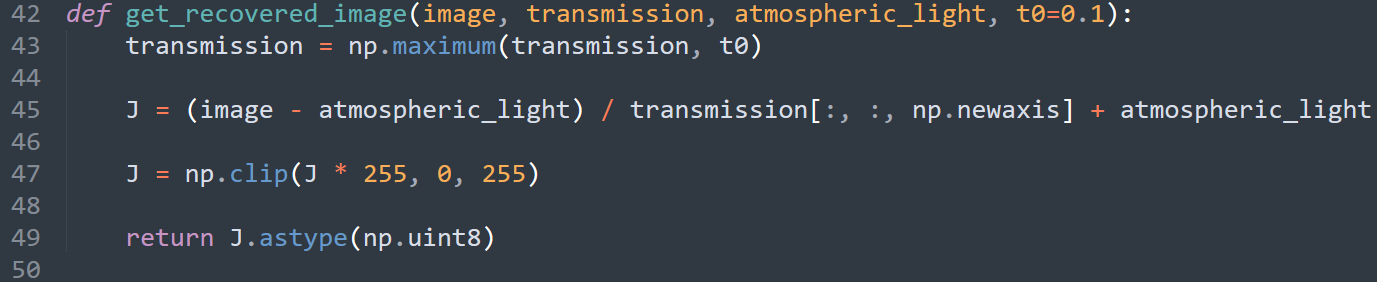 42 def get_recovered_image(image, transmission, atmospheric_light, t0=0.1):
43     transmission = np.maximum(transmission, t0)
44
45     J = (image - atmospheric_light) / transmission[:, :, np.newaxis] + atmospheric_light
46
47     J = np.clip(J * 255, 0, 255)
48
49     return J.astype(np.uint8)
50